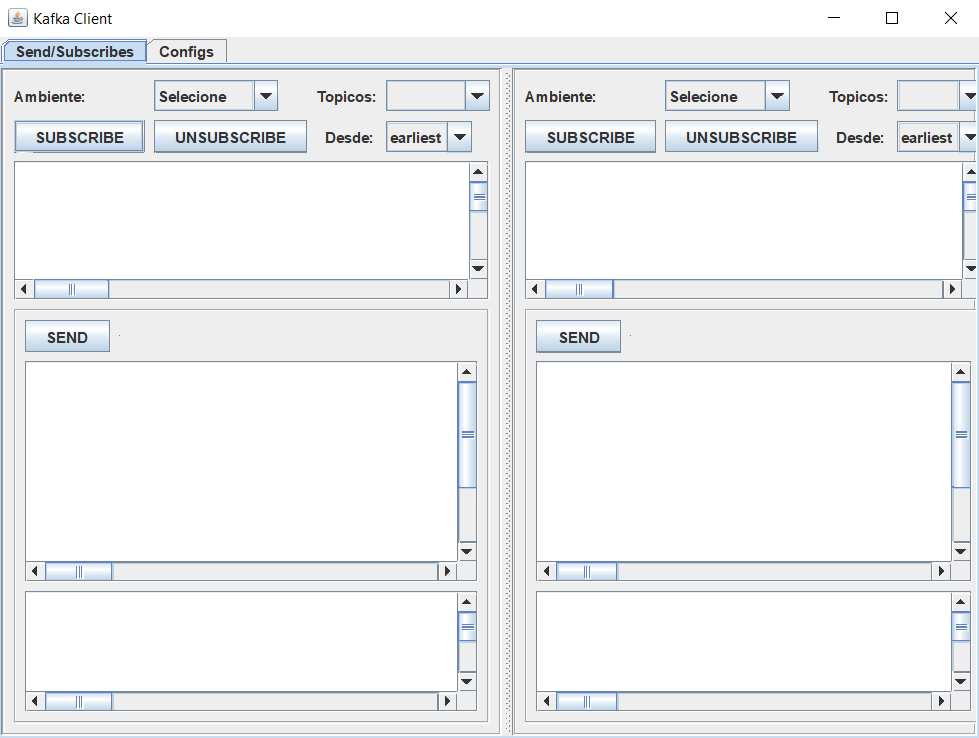 Kafka Client
Send/Subscribes Configs
Ambiente: Selecione Topicos: Ambiente: Selecione Topicos:
SUBSCRIBE UNSUBSCRIBE Desde: earliest SUBSCRIBE UNSUBSCRIBE Desde: earliest
SEND SEND